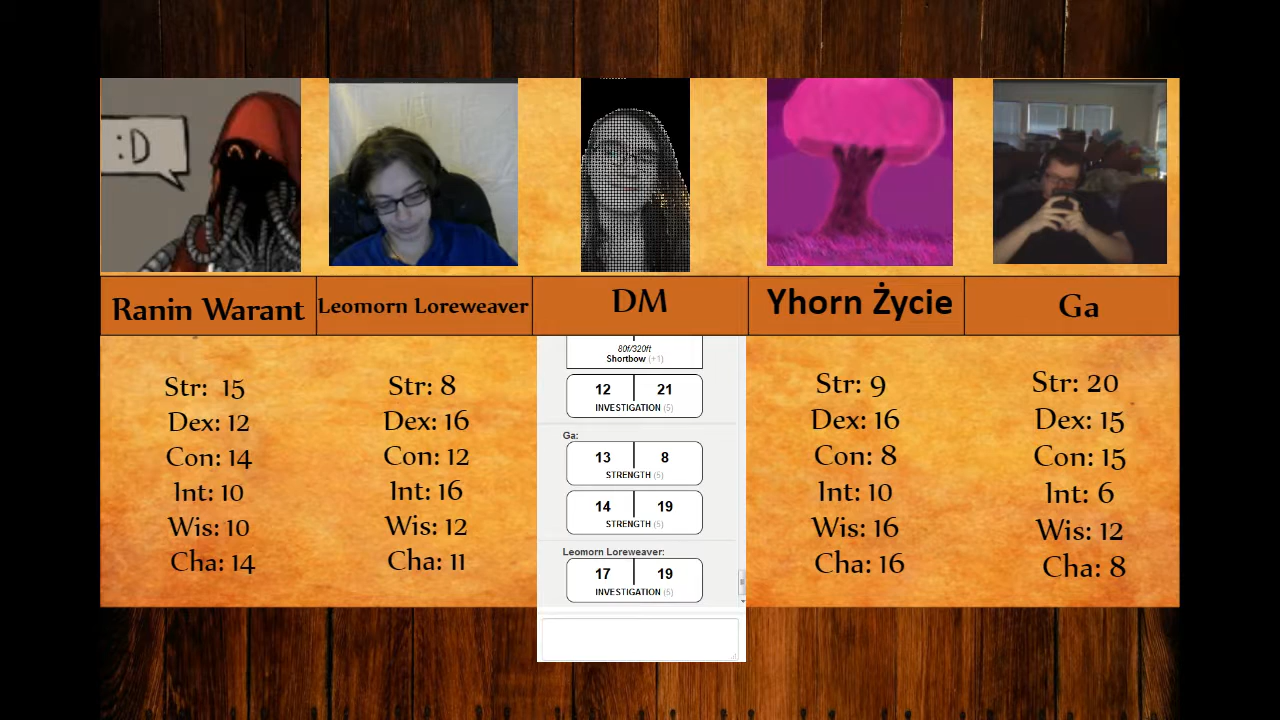 :D
Ranin Warant
Leomorn Loreweaver
DM
Yhorn Życie
Ga
Str: 15
Dex: 12
Con: 14
Int: 10
Wis: 10
Cha: 14
Str: 8
Dex: 16
Con: 12
Int: 16
Wis: 12
Cha: 11
80f/320ft
Shortbow (+1)
12 21
INVESTIGATION (5)
Ga:
13 8
STRENGTH (5)
14 19
STRENGTH (5)
Leomorn Loreweaver:
17 19
INVESTIGATION (5)
Str: 9
Dex: 16
Con: 8
Int: 10
Wis: 16
Cha: 16
Str: 20
Dex: 15
Con: 15
Int: 6
Wis: 12
Cha: 8